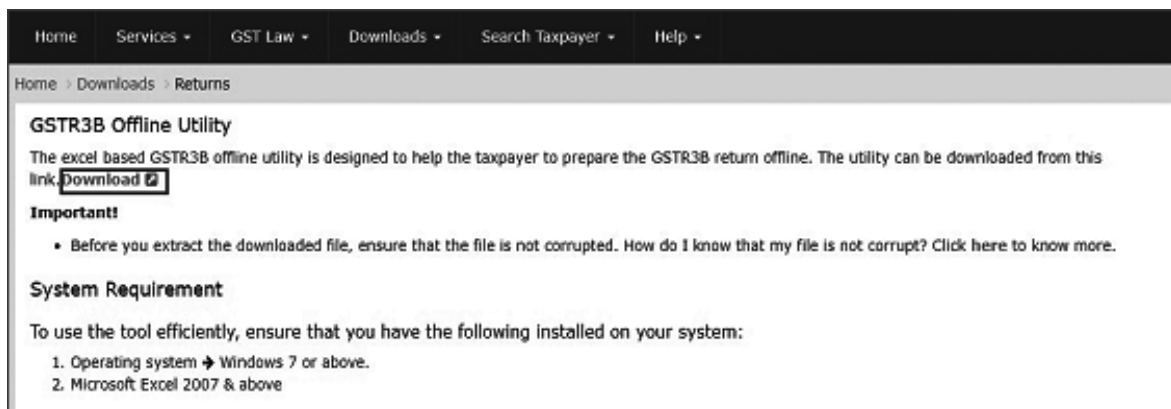 Home Services GST Law Downloads Search Taxpayer Help
Home > Downloads > Returns
GSTR3B Offline Utility
The excel based GSTR3B offline utility is designed to help the taxpayer to prepare the GSTR3B return offline. The utility can be downloaded from this
link.Download
Important!
• Before you extract the downloaded file, ensure that the file is not corrupted. How do I know that my file is not corrupt? Click here to know more.
System Requirement
To use the tool efficiently, ensure that you have the following installed on your system:
1. Operating system → Windows 7 or above.
2. Microsoft Excel 2007 & above